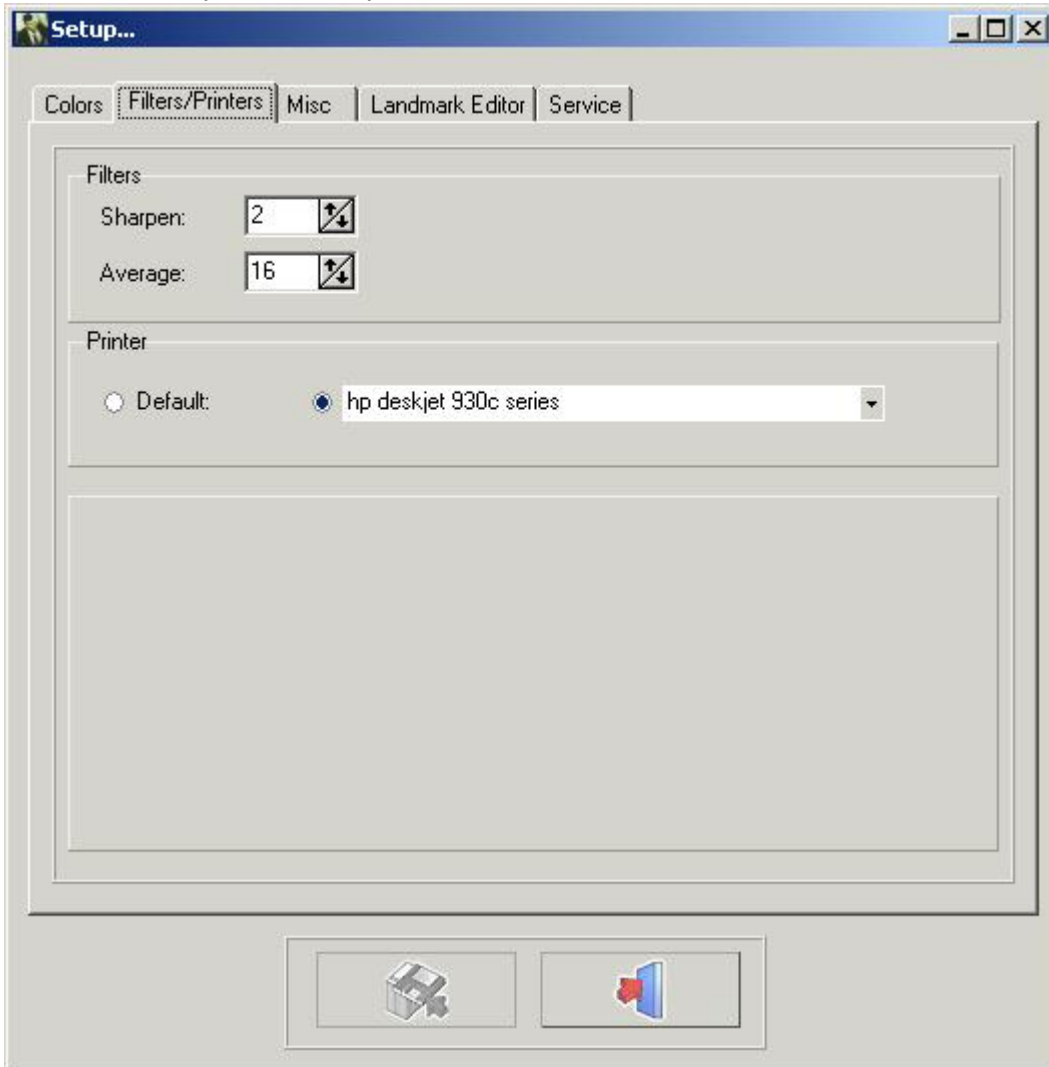 Setup...
Colors Filters/Printers Misc Landmark Editor Service
Filters
Sharpen: 2
Average: 16
Printer
Default: hp deskjet 930c series